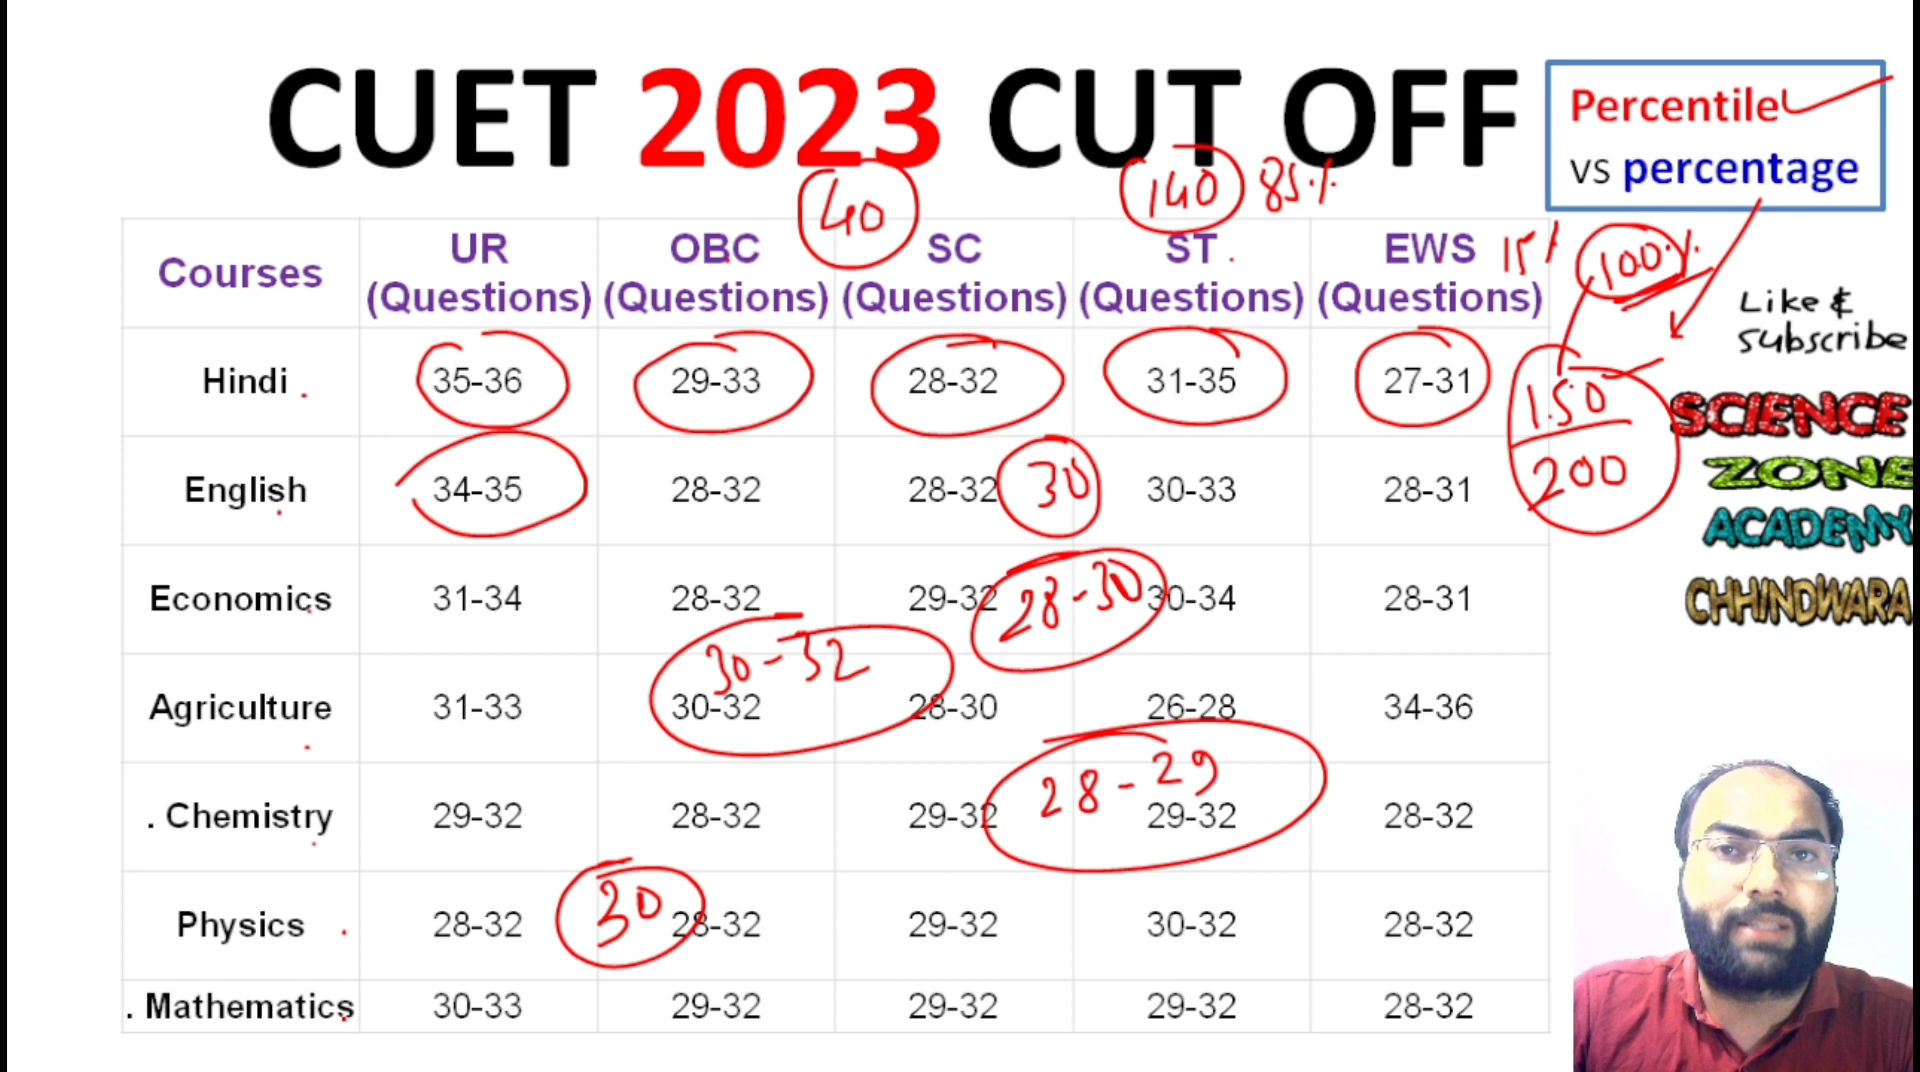 CUET 2023 CUT OFF
Percentile
vs percentage
40
140 85%
Courses UR (Questions) OBC (Questions) SC (Questions) ST (Questions) EWS (Questions)
15%
100%
Like &
Subscribe
Hindi 35-36 29-33 28-32 31-35 27-31
150
200
SCIENCE
ZONE
ACADEMY
CHHINDWARA
English 34-35 28-32 28-32 30 30-33 28-31
Economics 31-34 28-32 29-32 28-30 30-34 28-31
30-32
Agriculture 31-33 30-32 28-30 26-28 34-36
28-29
. Chemistry 29-32 28-32 29-32 29-32 28-32
Physics 28-32 30 28-32 29-32 30-32 28-32
. Mathematics 30-33 29-32 29-32 29-32 28-32